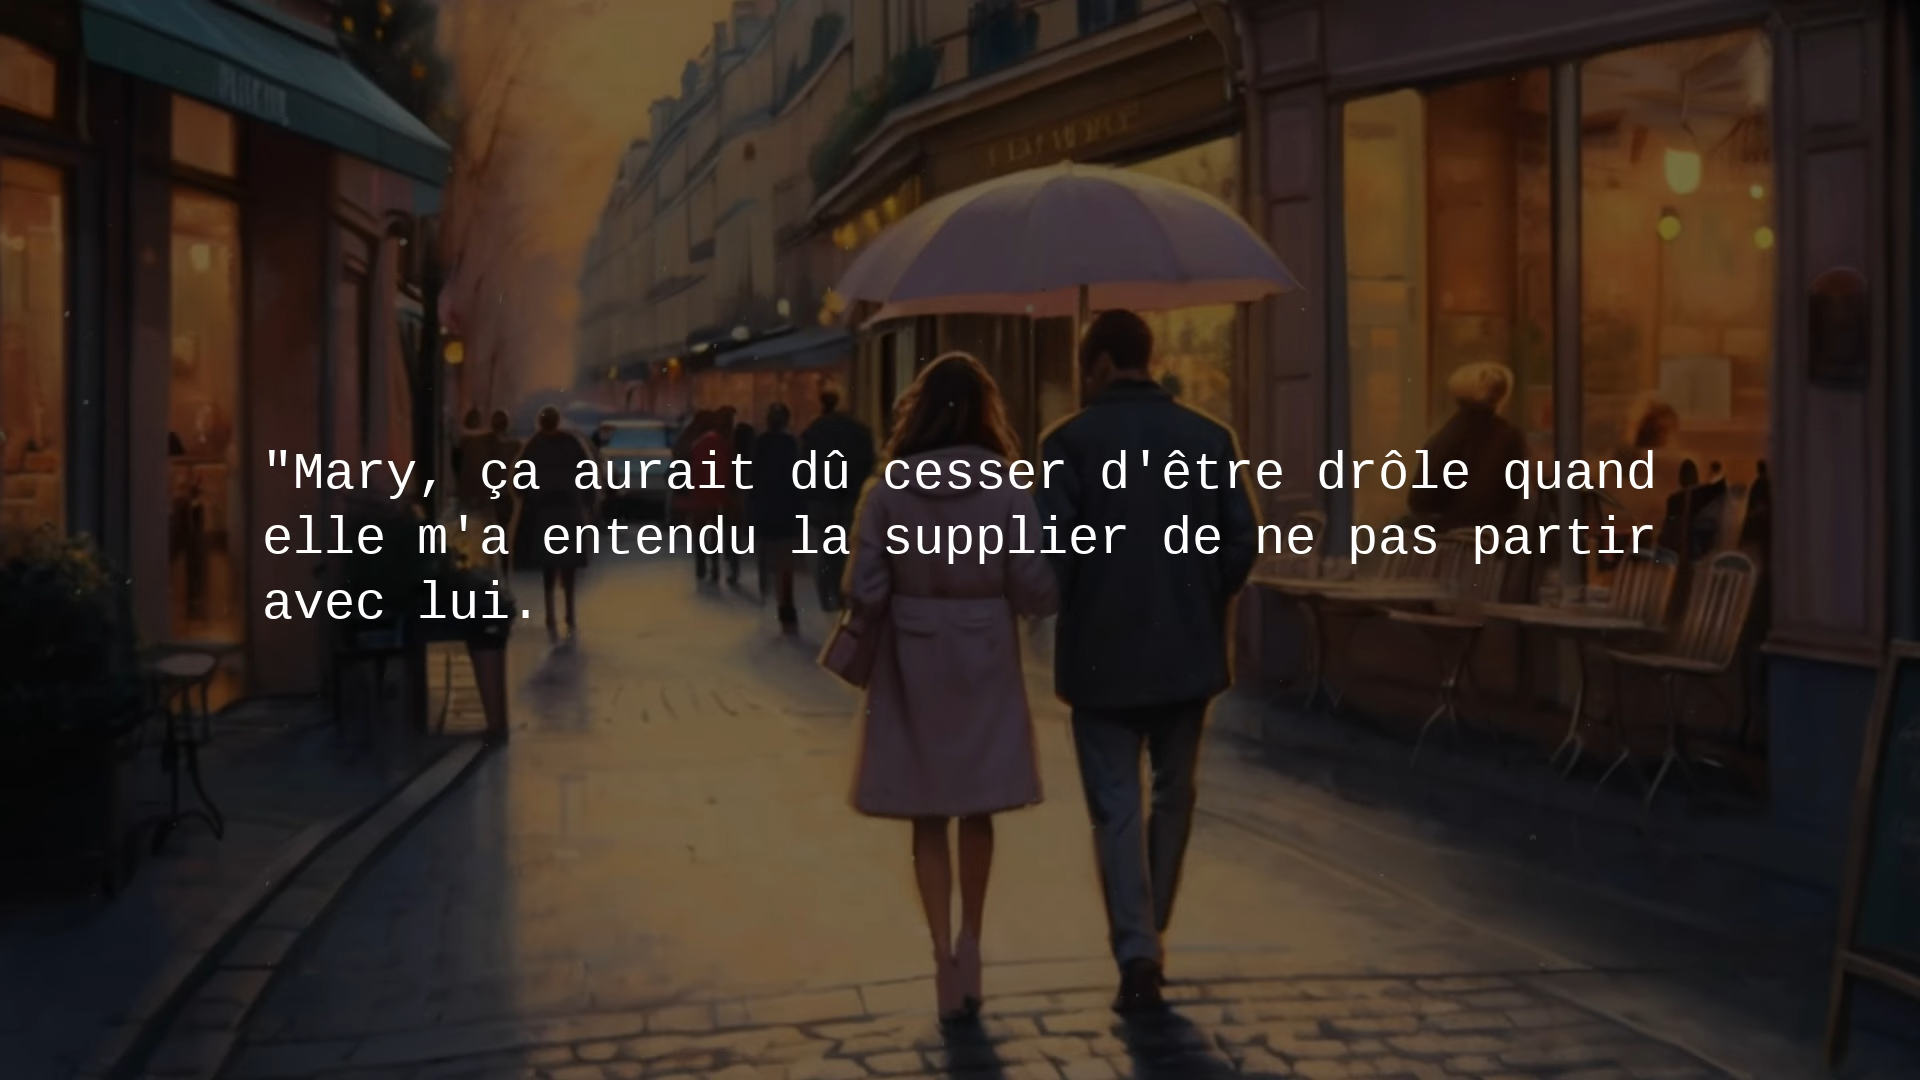 "Mary, ça aurait dû cesser d'être drôle quand
elle m'a entendu la supplier de ne pas partir
avec lui.